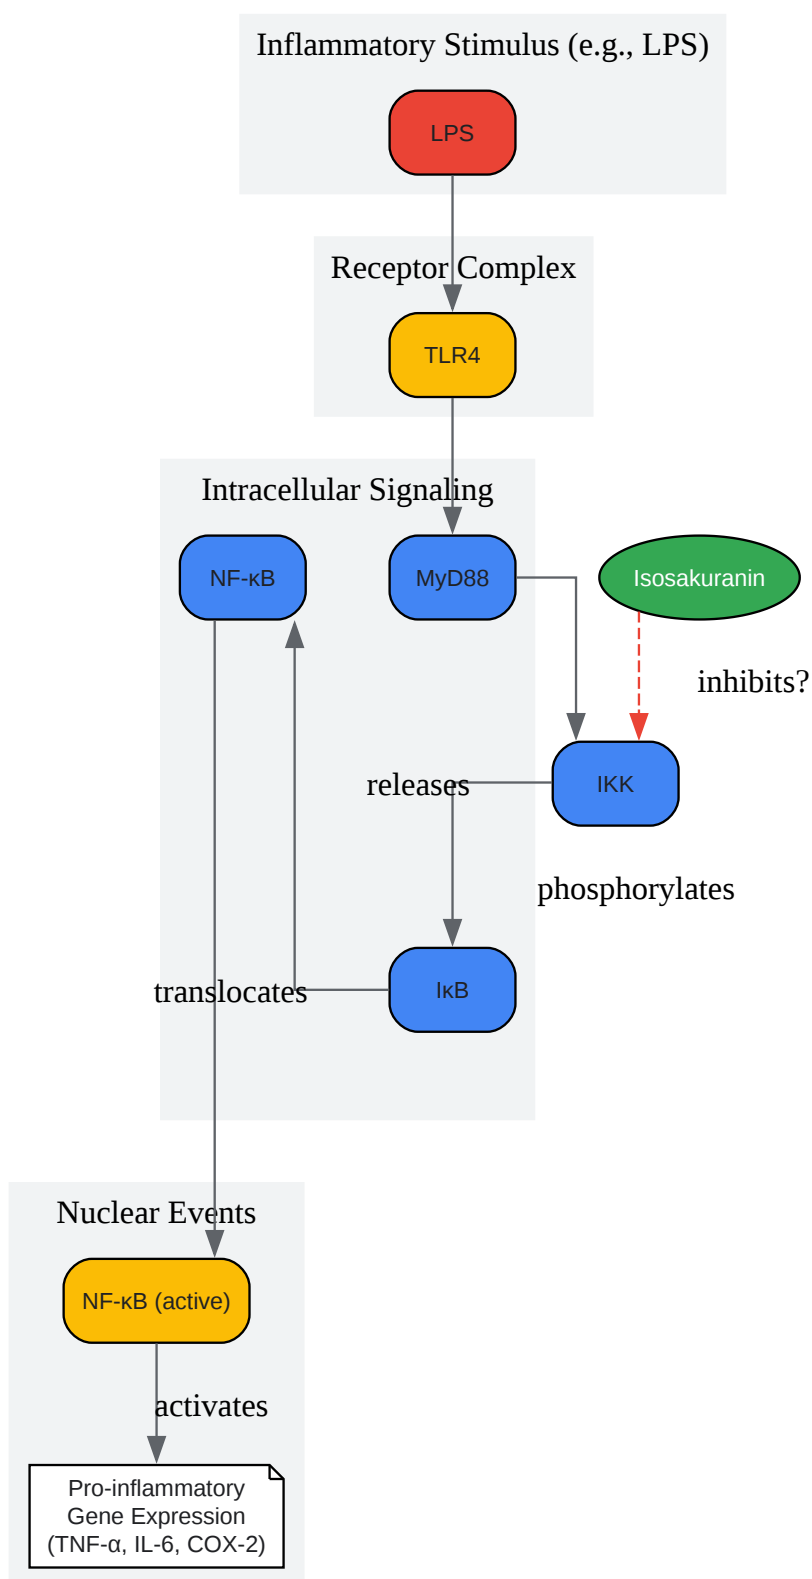 Inflammatory Stimulus (e.g., LPS)
LPS
Receptor Complex
TLR4
Intracellular Signaling
NF-κB
MyD88
Isosakuranin
inhibits?
releases
IKK
phosphorylates
translocates
IκB
Nuclear Events
NF-κB (active)
activates
Pro-inflammatory
Gene Expression
(TNF-α, IL-6, COX-2)